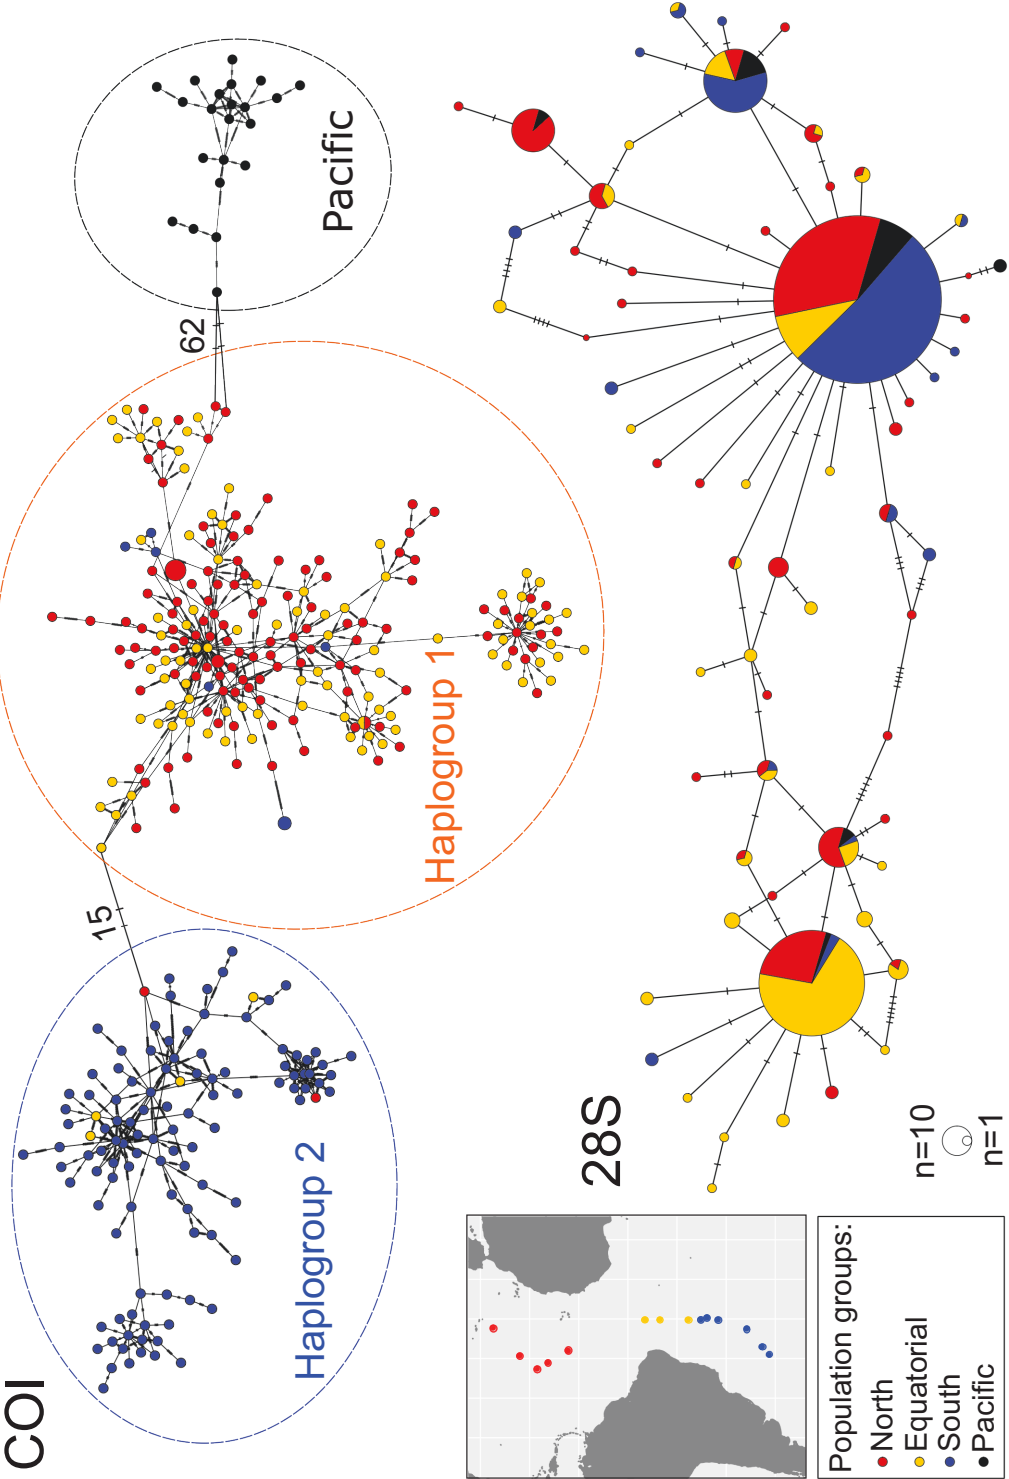 COI
Haplogroup 2
15
Haplogroup 1
62
Pacific
28S
n=10
n=1
Population groups:
North
Equatorial
South
Pacific